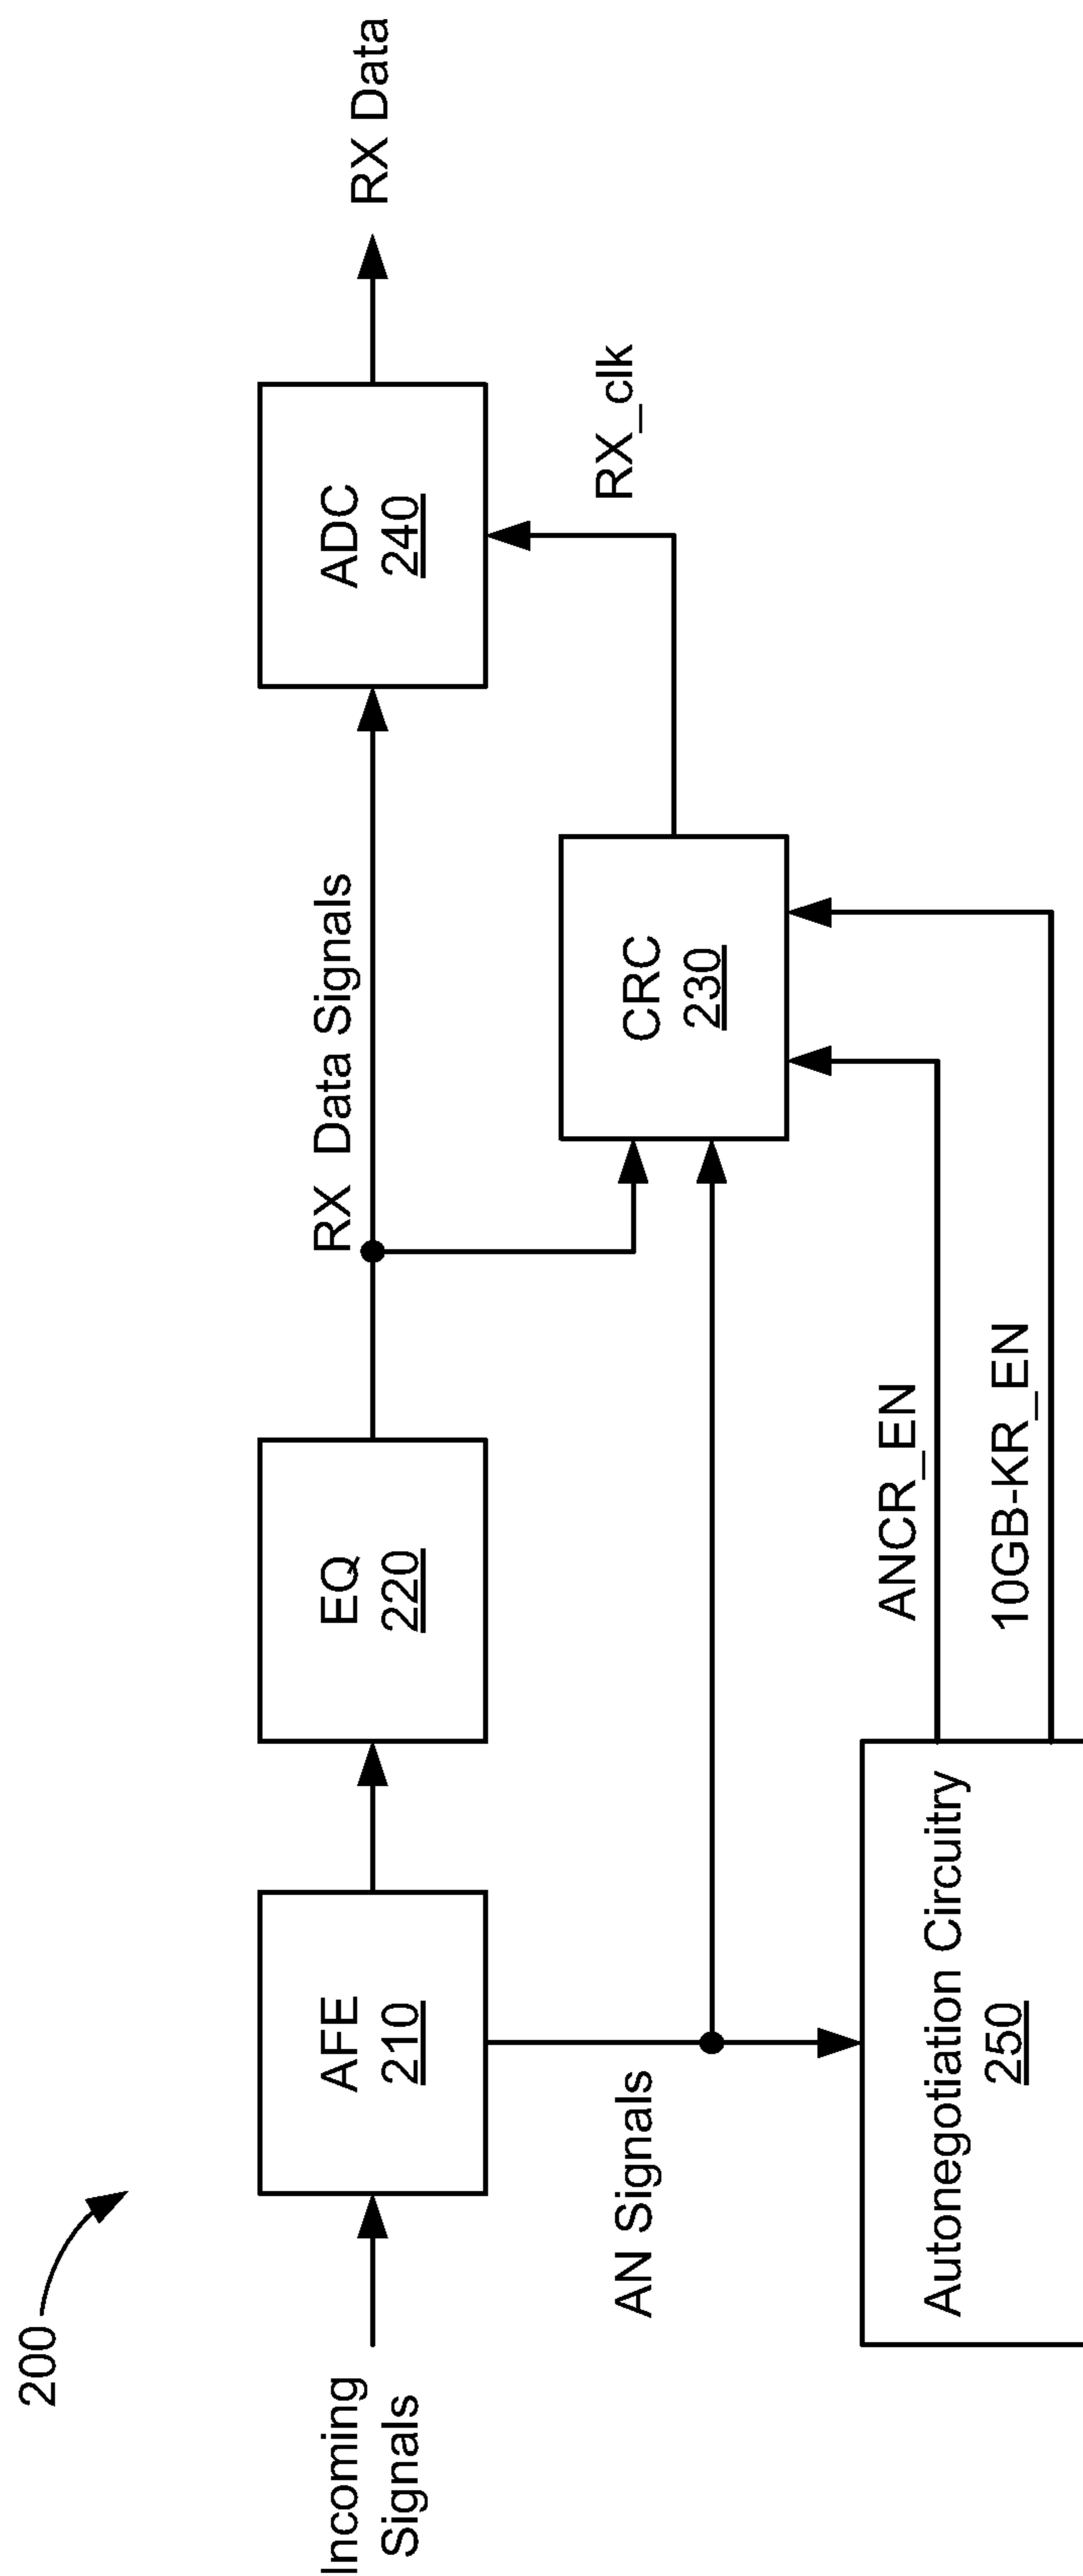 200
Incoming
Signals
AFE
210
EQ
220
RX Data Signals
ADC
240
RX Data
AN Signals
CRC
230
RX_clk
Autonegotiation Circuitry
250
ANCR_EN
10GB-KR_EN